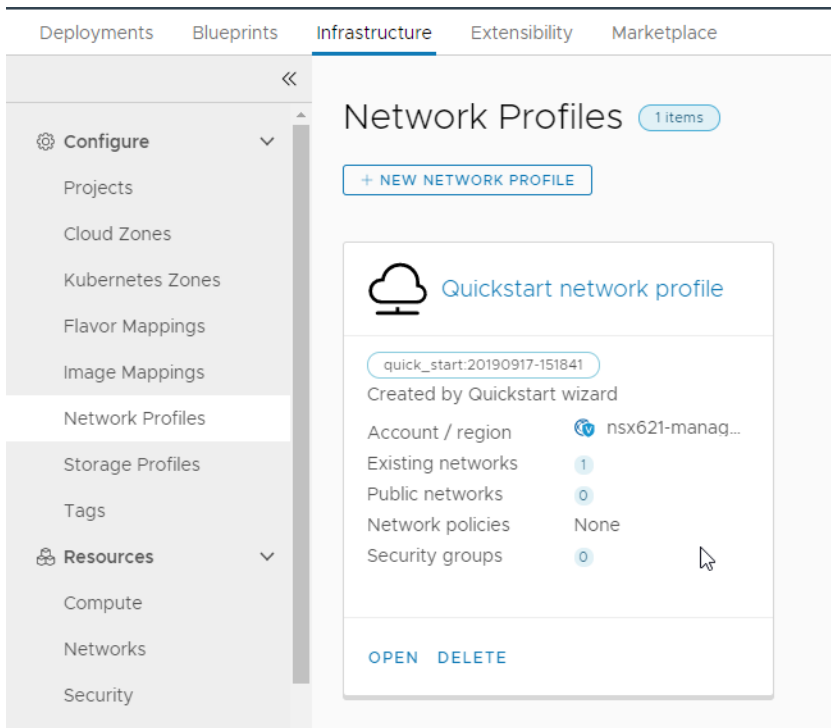 Deployments Blueprints Infrastructure Extensibility Marketplace
Configure
Projects
Cloud Zones
Kubernetes Zones
Flavor Mappings
Image Mappings
Network Profiles
Storage Profiles
Tags
Resources
Compute
Networks
Security
Network Profiles 1 items
+ NEW NETWORK PROFILE
Quickstart network profile
quick_start:20190917-151841
Created by Quickstart wizard
Account / region nsx621-manag...
Existing networks 1
Public networks 0
Network policies None
Security groups 0
OPEN DELETE